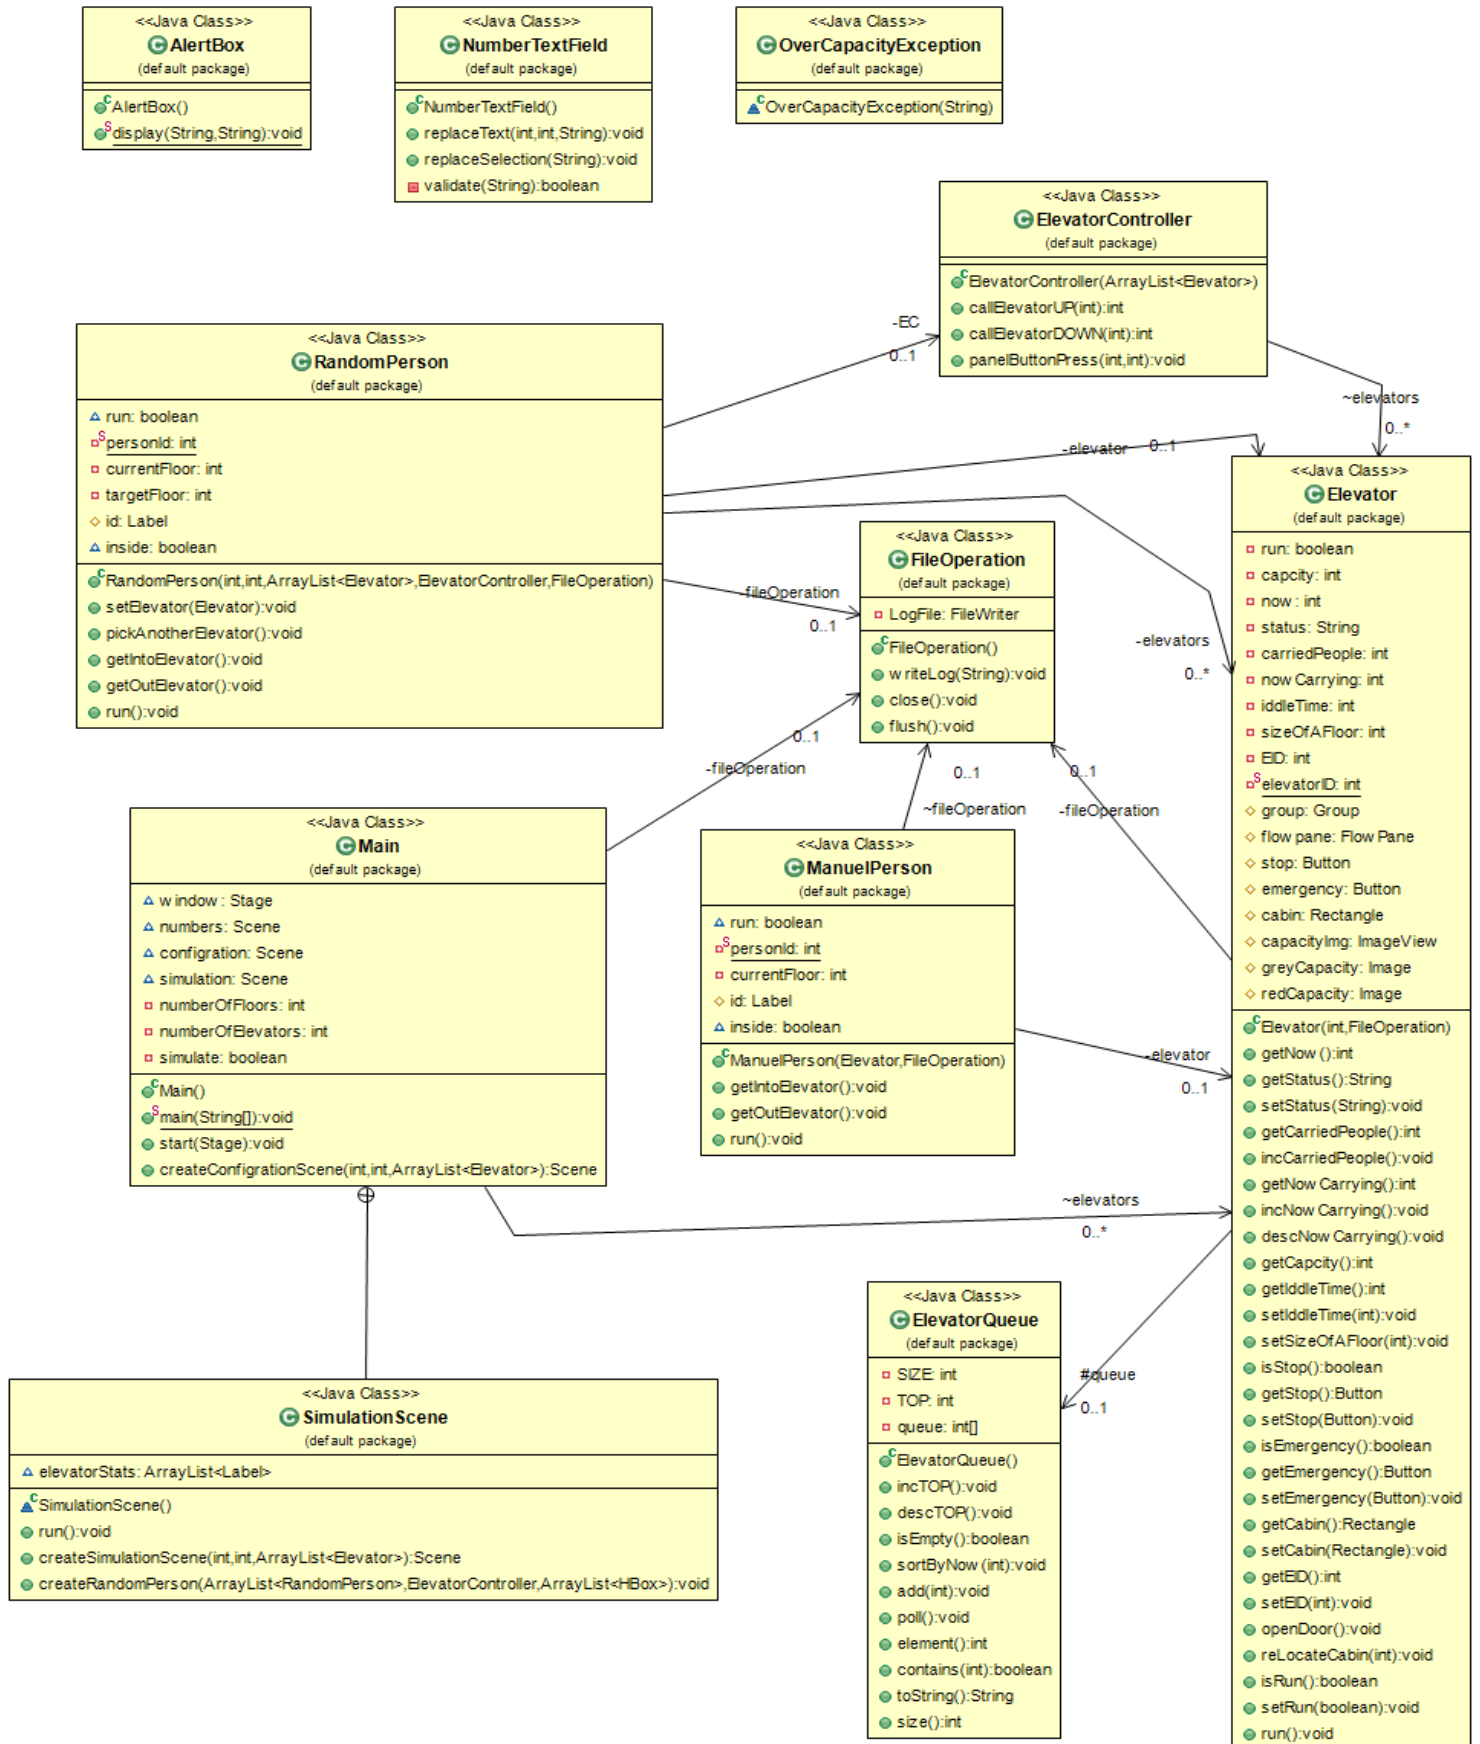 <<Java Class>>
AlertBox
(default package)
AlertBox()
display(String,String):void
<<Java Class>>
NumberTextField
(default package)
NumberTextField()
replaceText(int,int,String):void
replaceSelection(String):void
validate(String):boolean
<<Java Class>>
OverCapacityException
(default package)
OverCapacityException(String)
<<Java Class>>
ElevatorController
(default package)
ElevatorController(ArrayList<Elevator>)
callElevatorUP(int):int
callElevatorDOWN(int):int
panelButtonPress(int,int):void
-EC
0..1
~elevators
0..*
<<Java Class>>
RandomPerson
(default package)
run: boolean
personId: int
currentFloor: int
targetFloor: int
id: Label
inside: boolean
RandomPerson(int,int,ArrayList<Elevator>,ElevatorController,FileOperation)
setElevator(Elevator):void
pickAnotherElevator():void
getIntoElevator():void
getOutElevator():void
run():void
-elevator
0..1
-elevators
0..*
-fileOperation
0..1
<<Java Class>>
FileOperation
(default package)
LogFile: FileWriter
FileOperation()
writeLog(String):void
close():void
flush():void
0..1
-fileOperation
0..1
~fileOperation
0..1
-fileOperation
<<Java Class>>
Main
(default package)
window: Stage
numbers: Scene
configration: Scene
simulation: Scene
numberOfFloors: int
numberOfElevators: int
simulate: boolean
Main()
main(String[]):void
start(Stage):void
createConfigrationScene(int,int,ArrayList<Elevator>):Scene
<<Java Class>>
ManuelPerson
(default package)
run: boolean
personId: int
currentFloor: int
id: Label
inside: boolean
ManuelPerson(Elevator,FileOperation)
getIntoElevator():void
getOutElevator():void
run():void
-elevator
0..1
~elevators
0..*
<<Java Class>>
Elevator
(default package)
run: boolean
capcity: int
now: int
status: String
carriedPeople: int
nowCarrying: int
iddleTime: int
sizeOfAFloor: int
EID: int
elevatorID: int
group: Group
flowpane: FlowPane
stop: Button
emergency: Button
cabin: Rectangle
capacityImg: ImageView
greyCapacity: Image
redCapacity: Image
Elevator(int,FileOperation)
getNow():int
getStatus():String
setStatus(String):void
getCarriedPeople():int
incCarriedPeople():void
getNowCarrying():int
incNowCarrying():void
descNowCarrying():void
getCapcity():int
getIddleTime():int
setIddleTime(int):void
setSizeOfAFloor(int):void
isStop():boolean
getStop():Button
setStop(Button):void
isEmergency():boolean
getEmergency():Button
setEmergency(Button):void
getCabin():Rectangle
setCabin(Rectangle):void
getEID():int
setEID(int):void
openDoor():void
reLocateCabin(int):void
isRun():boolean
setRun(boolean):void
run():void
#queue
0..1
<<Java Class>>
ElevatorQueue
(default package)
SIZE: int
TOP: int
queue: int[]
ElevatorQueue()
incTOP():void
descTOP():void
isEmpty():boolean
sortByNow(int):void
add(int):void
poll():void
element():int
contains(int):boolean
toString():String
size():int
<<Java Class>>
SimulationScene
(default package)
elevatorStats: ArrayList<Label>
SimulationScene()
run():void
createSimulationScene(int,int,ArrayList<Elevator>):Scene
createRandomPerson(ArrayList<RandomPerson>,ElevatorController,ArrayList<HBox>):void